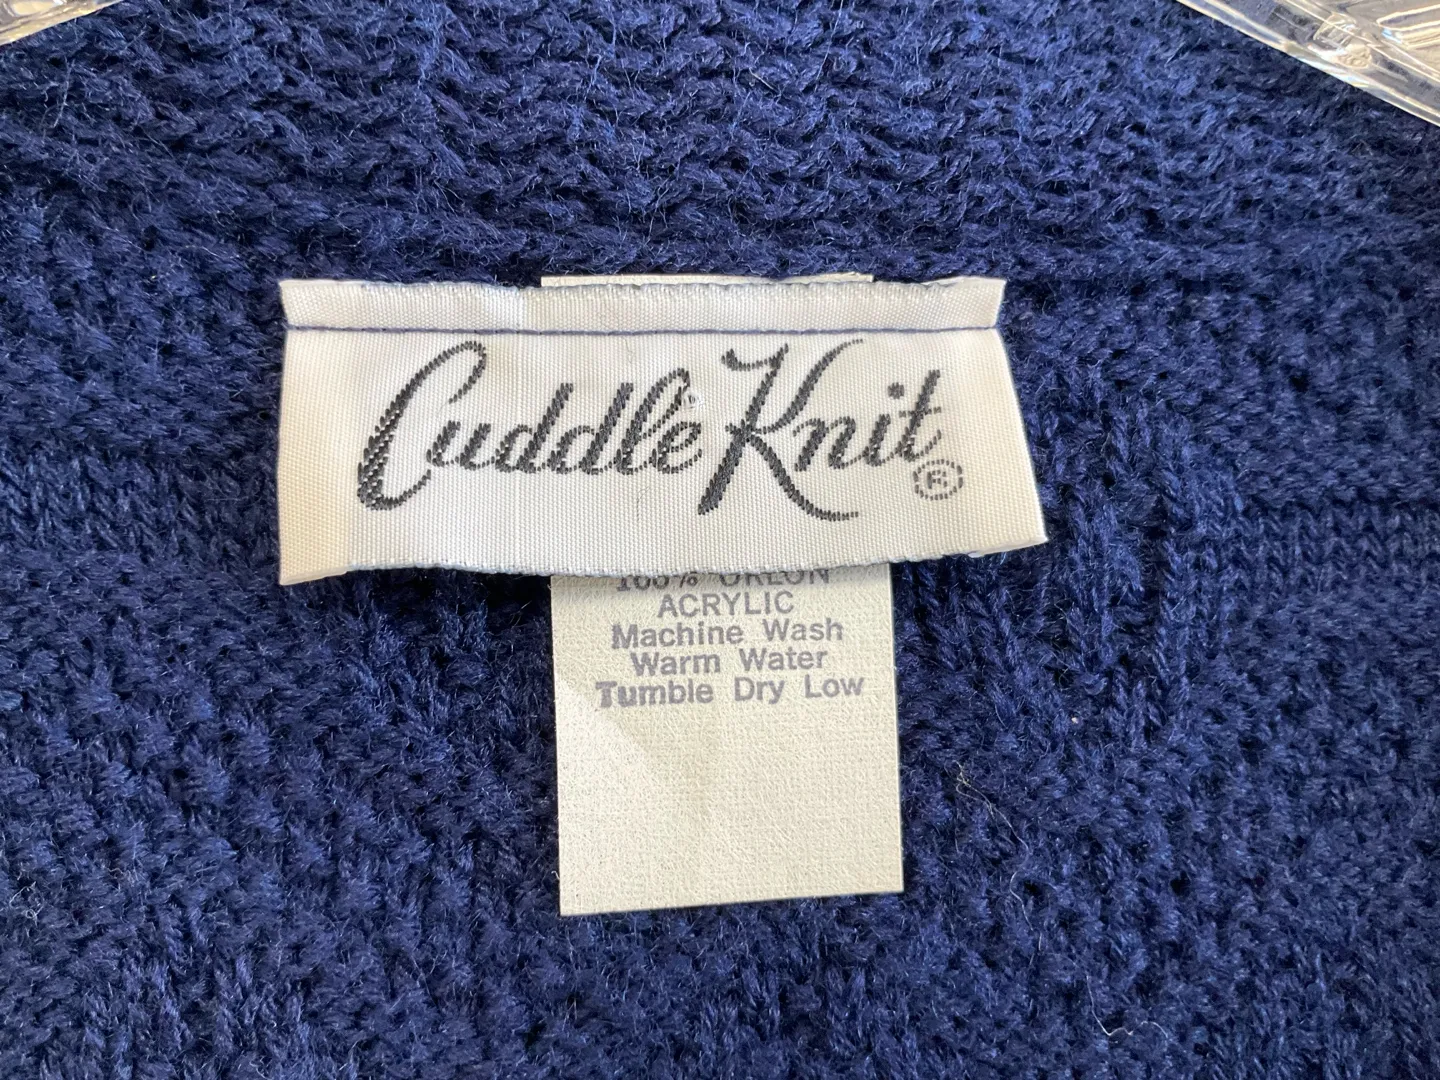 Cuddle Knit ®
100% ORLON
ACRYLIC
Machine Wash
Warm Water
Tumble Dry Low